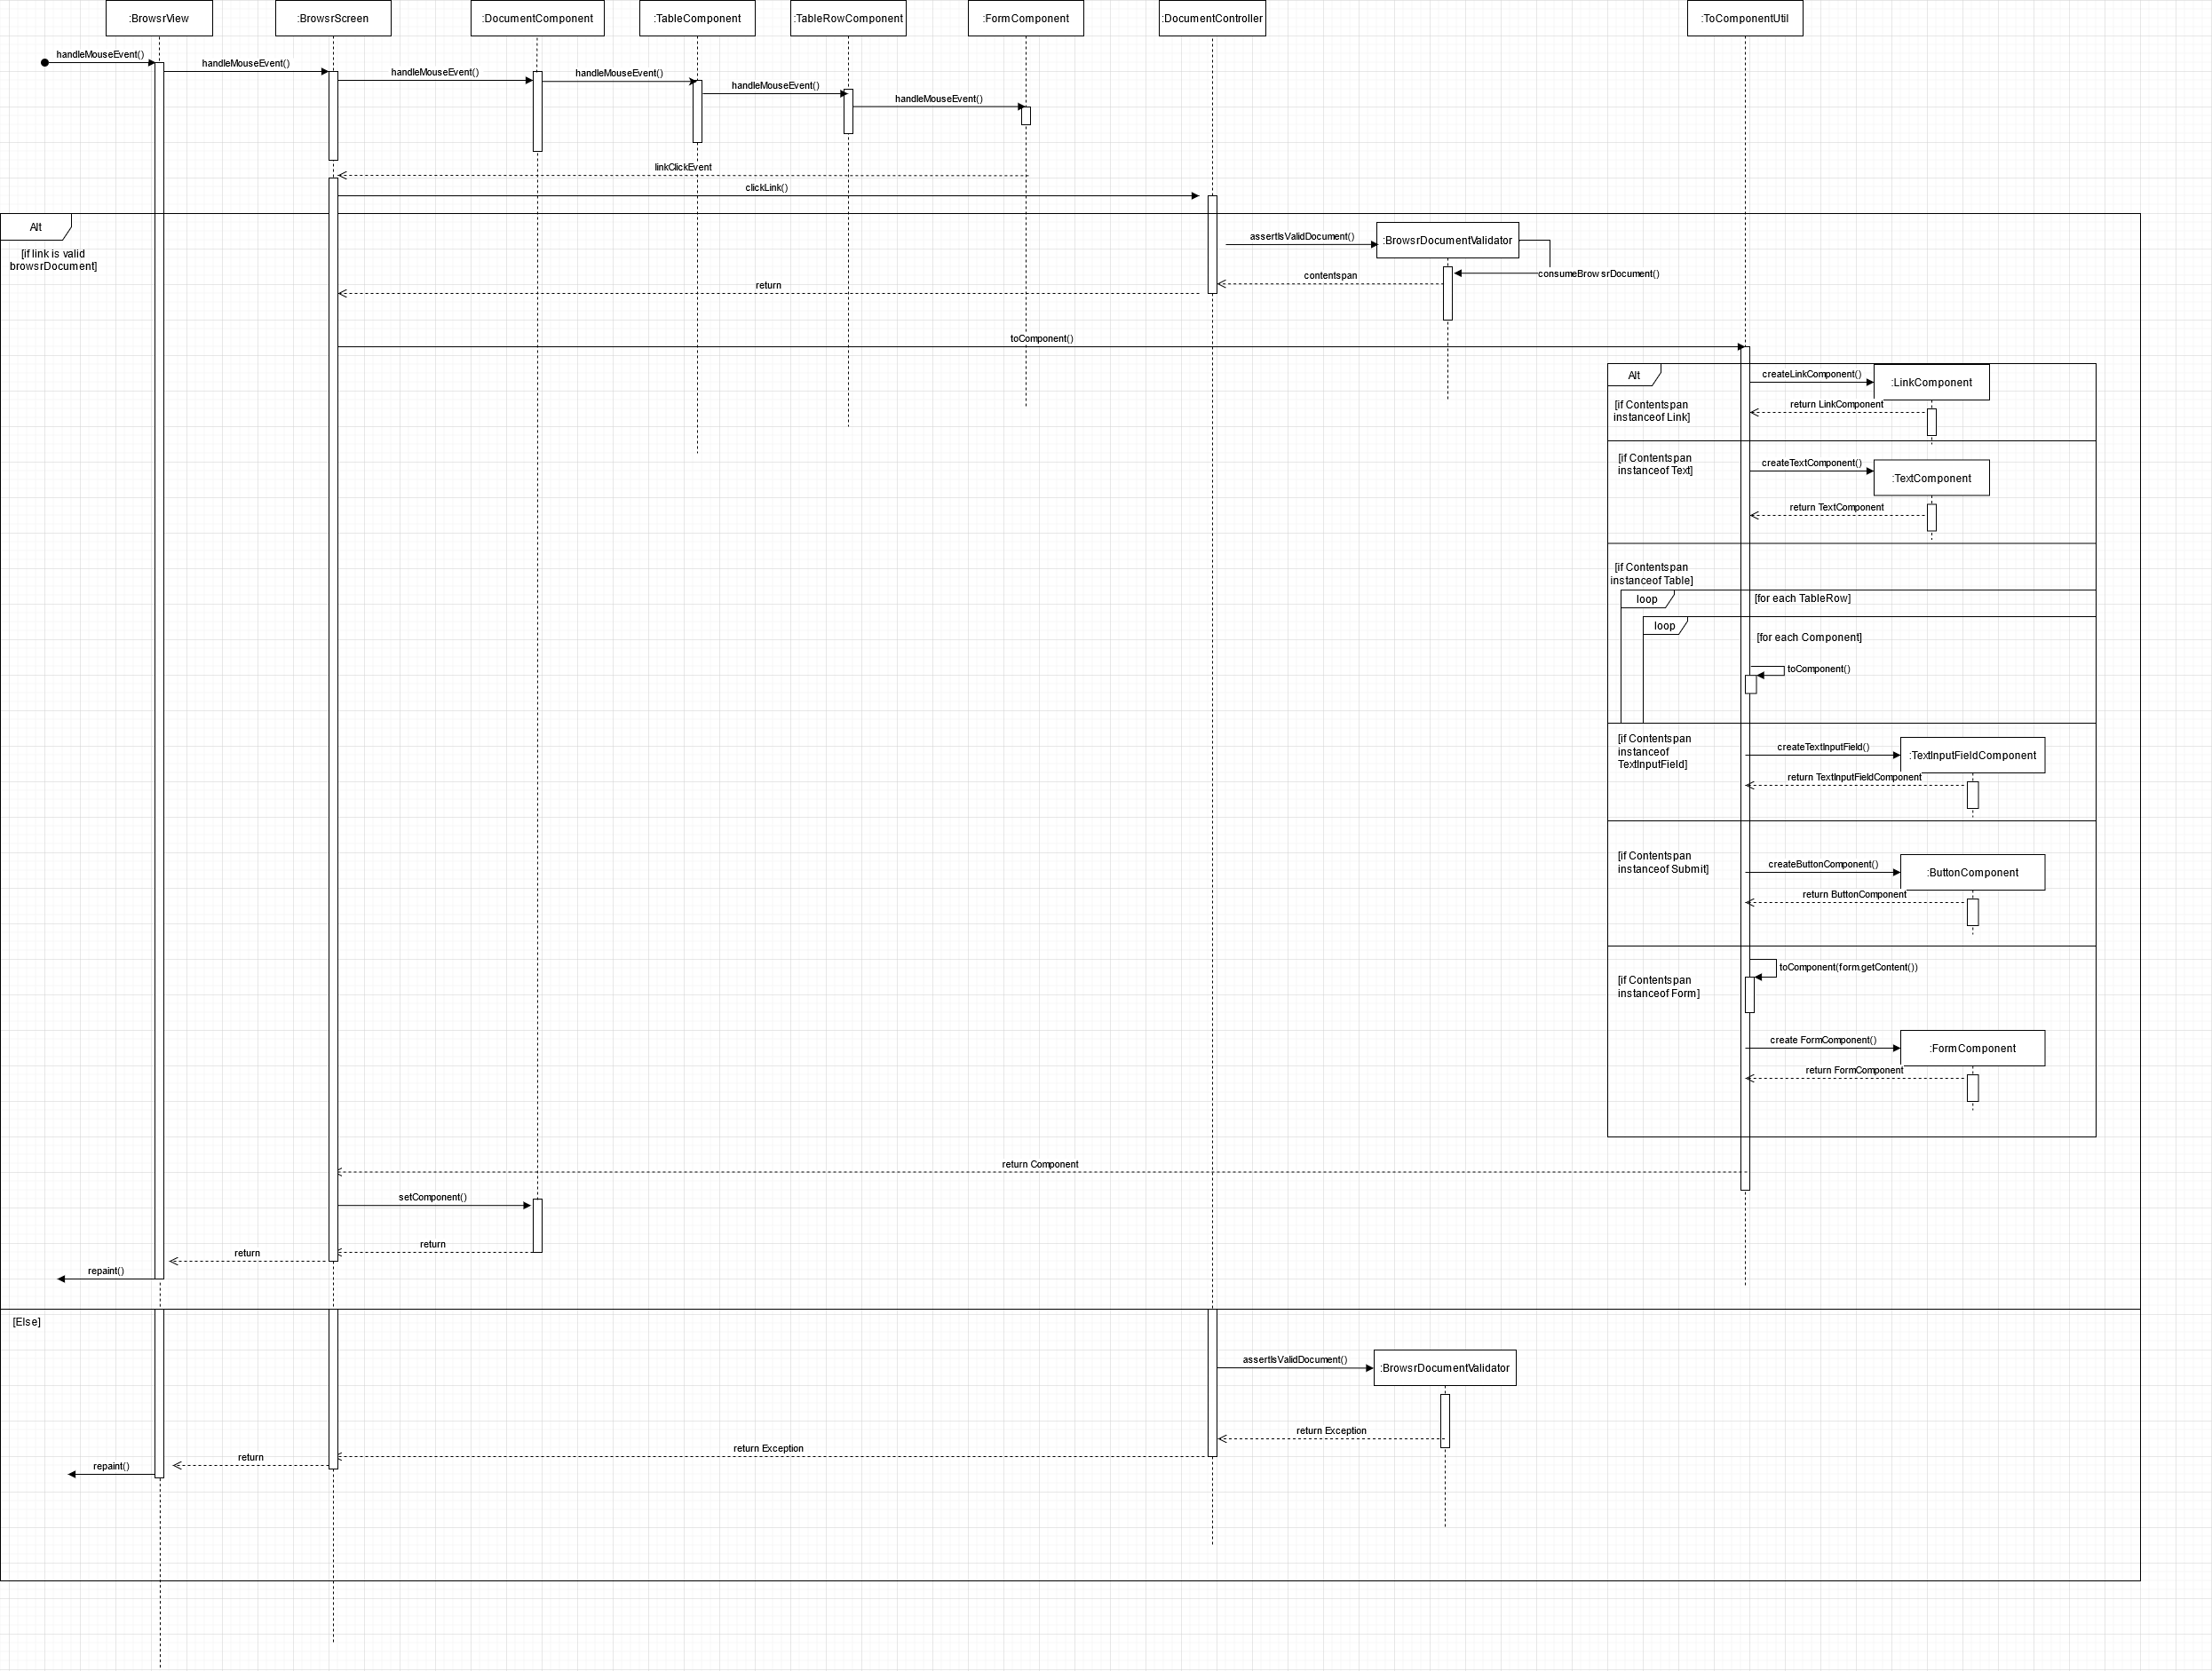 :BrowsrView
:BrowsrScreen
:DocumentComponent
:TableComponent
:TableRowComponent
:FormComponent
:DocumentController
:ToComponentUtil
handleMouseEvent()
handleMouseEvent()
handleMouseEvent()
handleMouseEvent()
handleMouseEvent()
handleMouseEvent()
linkClickEvent
clickLink()
Alt
[if link is valid
browsrDocument]
assertIsValidDocument()
:BrowsrDocumentValidator
consumeBrowsrDocument()
contentspan
return
toComponent()
Alt
[if Contentspan
instanceof Link]
createLinkComponent()
:LinkComponent
return LinkComponent
[if Contentspan
instanceof Text]
createTextComponent()
:TextComponent
return TextComponent
[if Contentspan
instanceof Table]
loop
[for each TableRow]
loop
[for each Component]
toComponent()
[if Contentspan
instanceof
TextInputField]
createTextInputField()
:TextInputFieldComponent
return TextInputFieldComponent
[if Contentspan
instanceof Submit]
createButtonComponent()
:ButtonComponent
return ButtonComponent
toComponent(form.getContent())
[if Contentspan
instanceof Form]
create FormComponent()
:FormComponent
return FormComponent
return Component
setComponent()
return
return
repaint()
[Else]
assertIsValidDocument()
:BrowsrDocumentValidator
return Exception
return Exception
return
repaint()